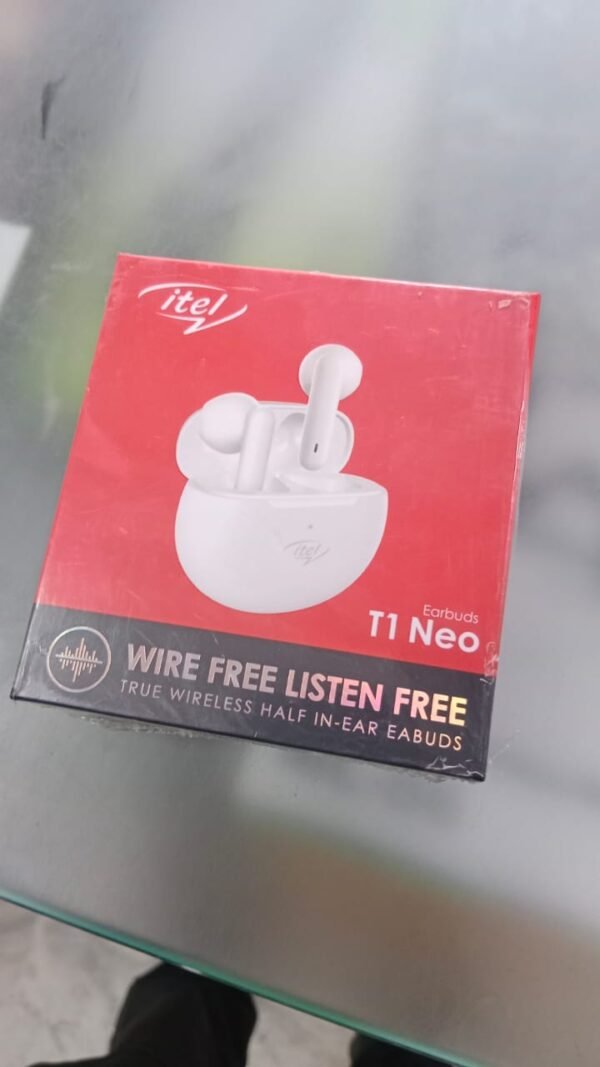 itel
itel
Earbuds
T1 Neo
WIRE FREE LISTEN FREE
TRUE WIRELESS HALF IN-EAR EABUDS